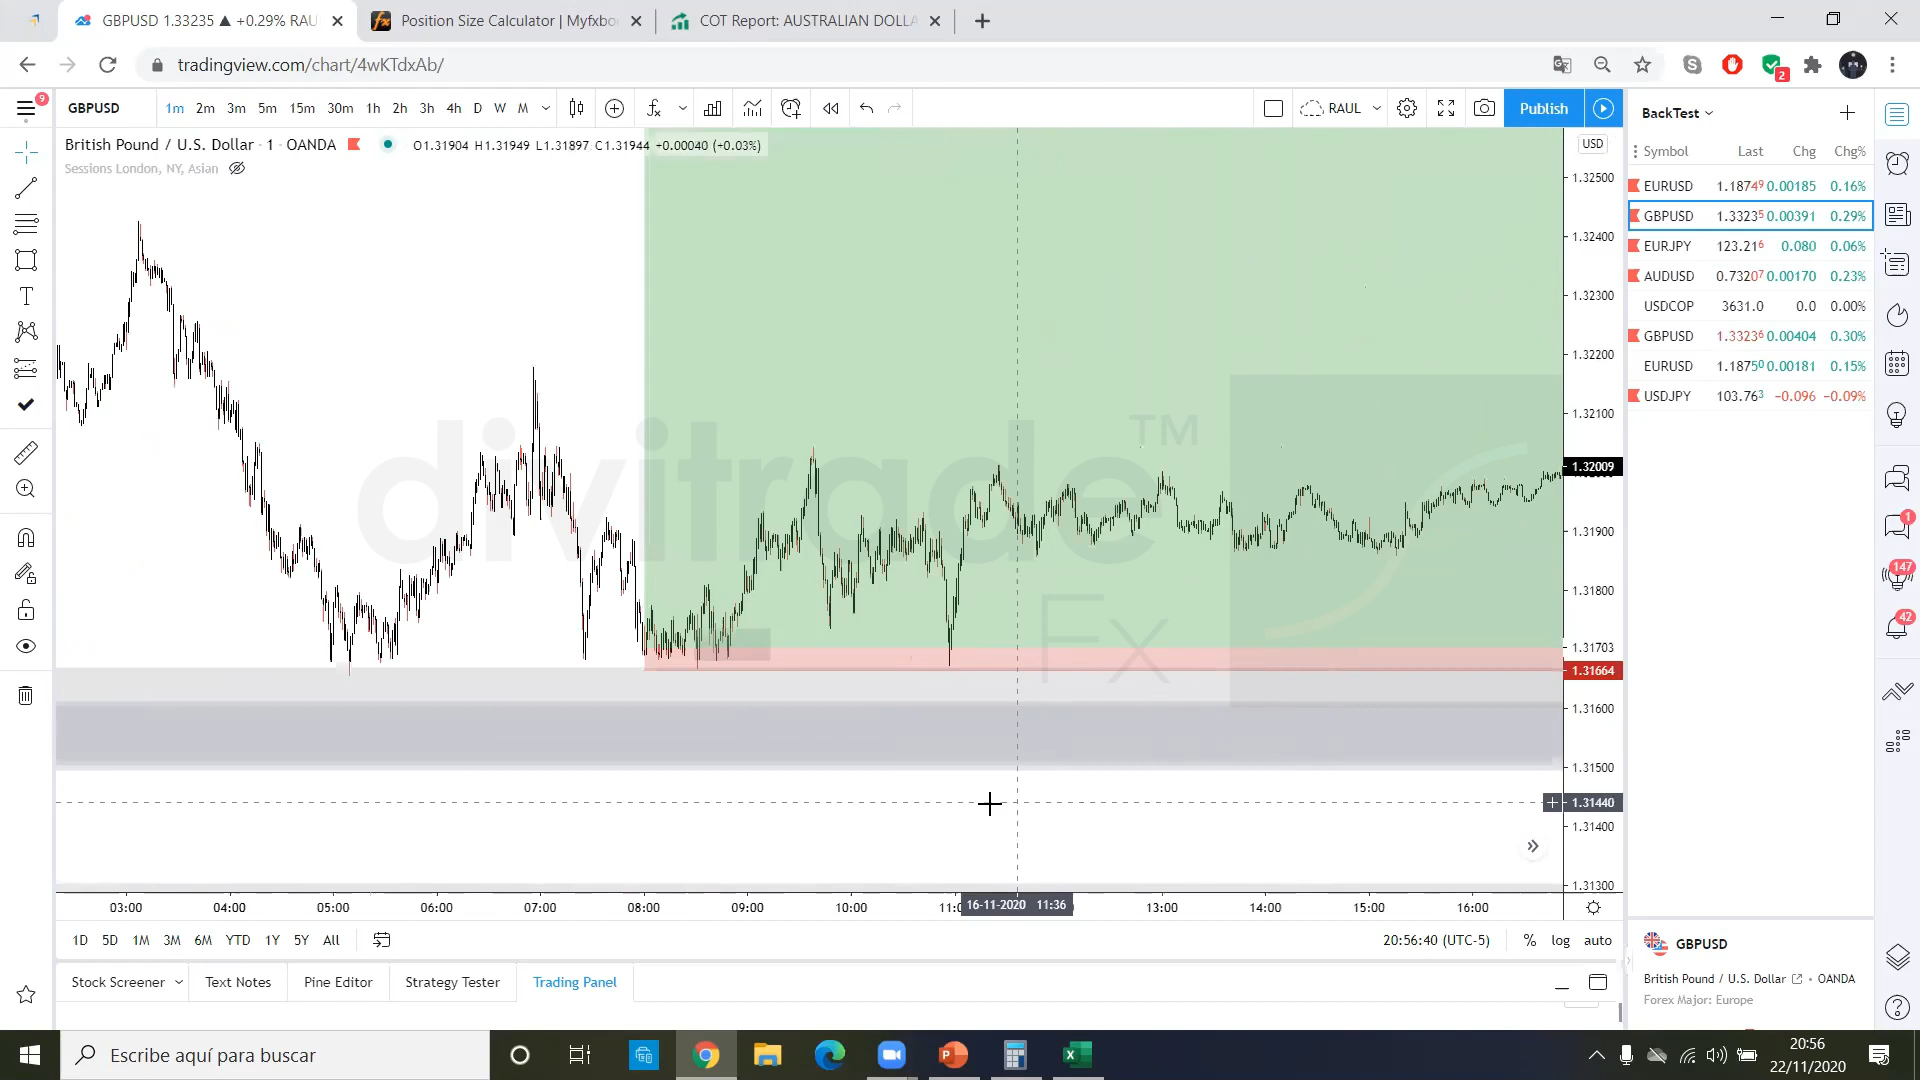 GBPUSD 1.33235 ▲ +0.29% RAU
Position Size Calculator | Myfxbo
COT Report: AUSTRALIAN DOLLA
tradingview.com/chart/4wKTdxAb/
2
9
GBPUSD 1m 2m 3m 5m 15m 30m 1h 2h 3h 4h D W M
RAUL
Publish
British Pound / U.S. Dollar · 1 · OANDA
O1.31904 H1.31949 L1.31897 C1.31944 +0.00040 (+0.03%)
Sessions London, NY, Asian
USD
1.32500
1.32400
1.32300
1.32200
1.32100
1.32009
1.31900
1.31800
1.31703
1.31664
1.31600
1.31500
1.31440
1.31400
1.31300
divitrade™
FX
03:00 04:00 05:00 06:00 07:00 08:00 09:00 10:00 11:0 16-11-2020 11:36 13:00 14:00 15:00 16:00
1D 5D 1M 3M 6M YTD 1Y 5Y All
20:56:40 (UTC-5) % log auto
Stock Screener Text Notes Pine Editor Strategy Tester Trading Panel
BackTest
Symbol Last Chg Chg%
EURUSD 1.18749 0.00185 0.16%
GBPUSD 1.33235 0.00391 0.29%
EURJPY 123.216 0.080 0.06%
AUDUSD 0.73207 0.00170 0.23%
USDCOP 3631.0 0.0 0.00%
GBPUSD 1.33236 0.00404 0.30%
EURUSD 1.18750 0.00181 0.15%
USDJPY 103.763 −0.096 −0.09%
1
147
42
GBPUSD
British Pound / U.S. Dollar · OANDA
Forex Major: Europe
Escribe aquí para buscar
20:56
22/11/2020